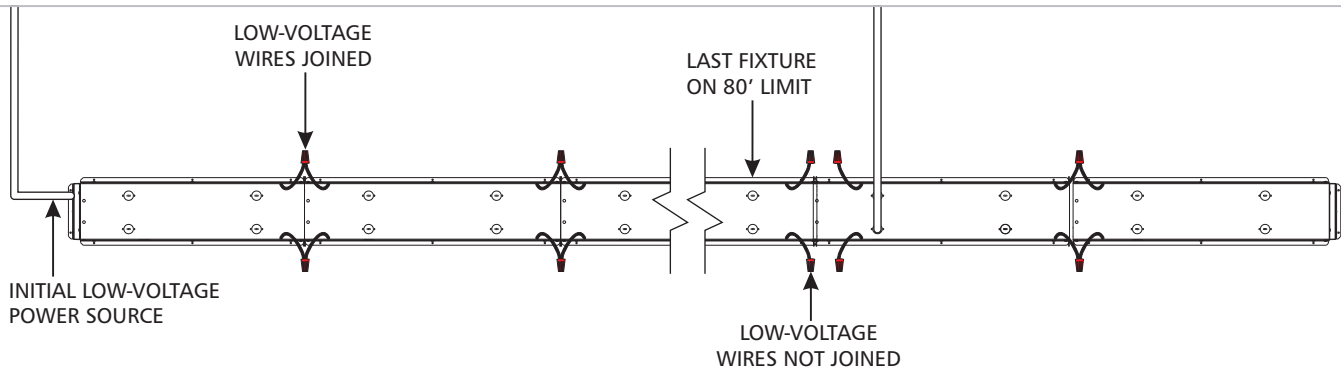 LOW-VOLTAGE
WIRES JOINED
LAST FIXTURE
ON 80’ LIMIT
INITIAL LOW-VOLTAGE
POWER SOURCE
LOW-VOLTAGE
WIRES NOT JOINED